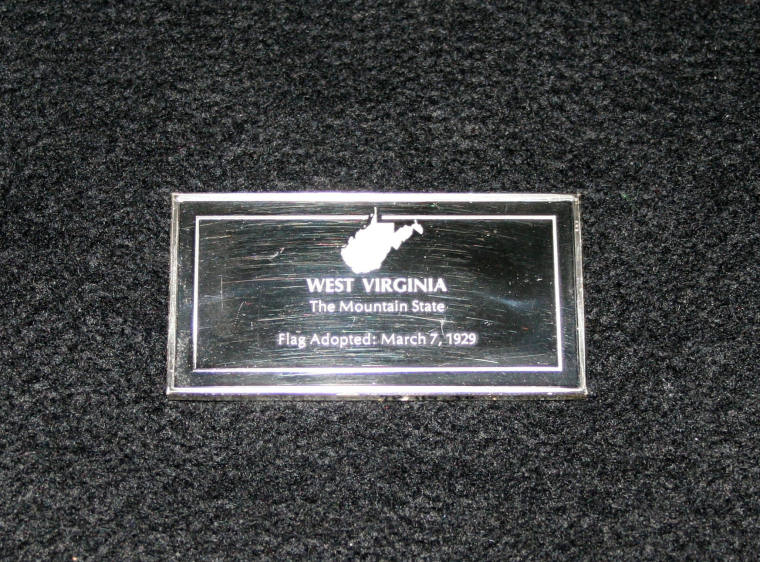 WEST VIRGINIA
The Mountain State
Flag Adopted: March 7, 1929